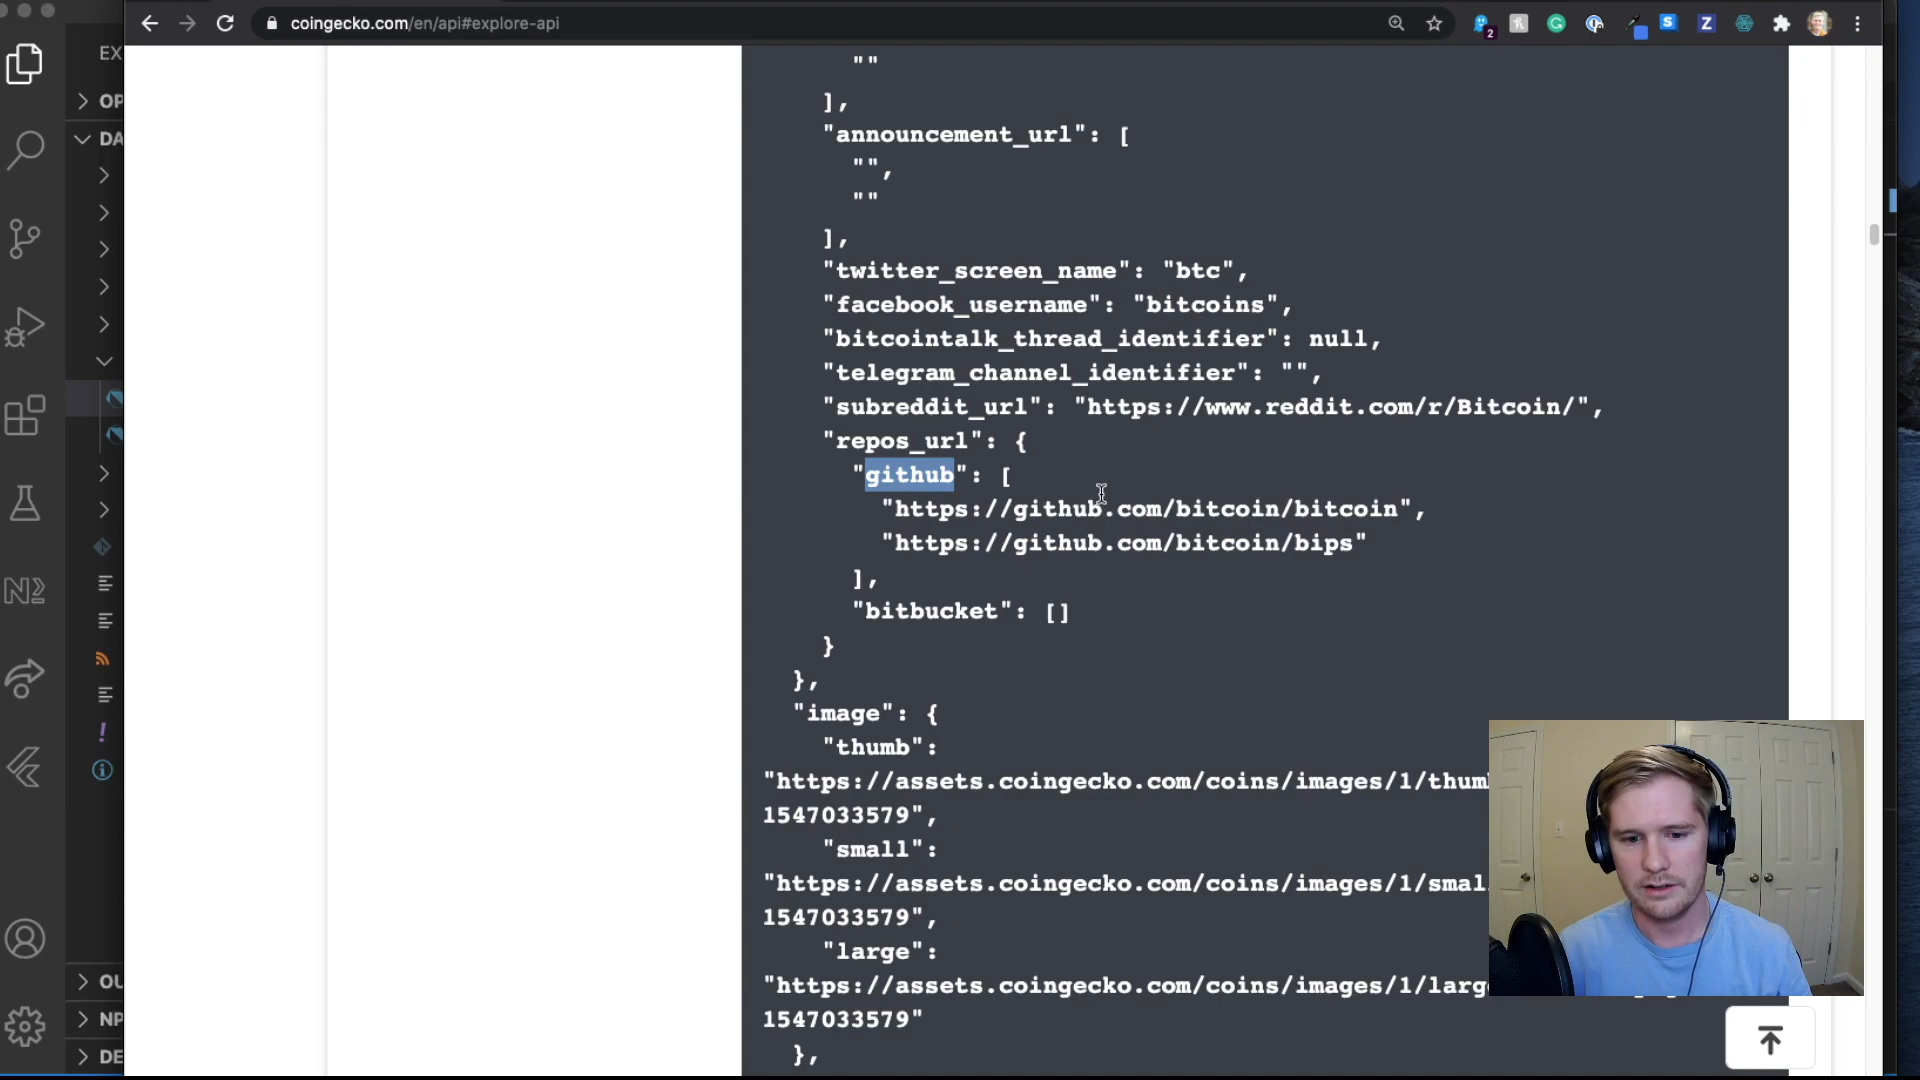 coingecko.com/en/api#explore-api
2
N
S
Z
EX
OP
DA
""
],
"announcement_url": [
"",
""
],
"twitter_screen_name": "btc",
"facebook_username": "bitcoins",
"bitcointalk_thread_identifier": null,
"telegram_channel_identifier": "",
"subreddit_url": "https://www.reddit.com/r/Bitcoin/",
"repos_url": {
"github": [
"https://github.com/bitcoin/bitcoin",
"https://github.com/bitcoin/bips"
],
"bitbucket": []
}
},
"image": {
"thumb":
"https://assets.coingecko.com/coins/images/1/thum
1547033579",
"small":
"https://assets.coingecko.com/coins/images/1/smal
1547033579",
"large":
"https://assets.coingecko.com/coins/images/1/larg
1547033579"
},
OU
NP
DE